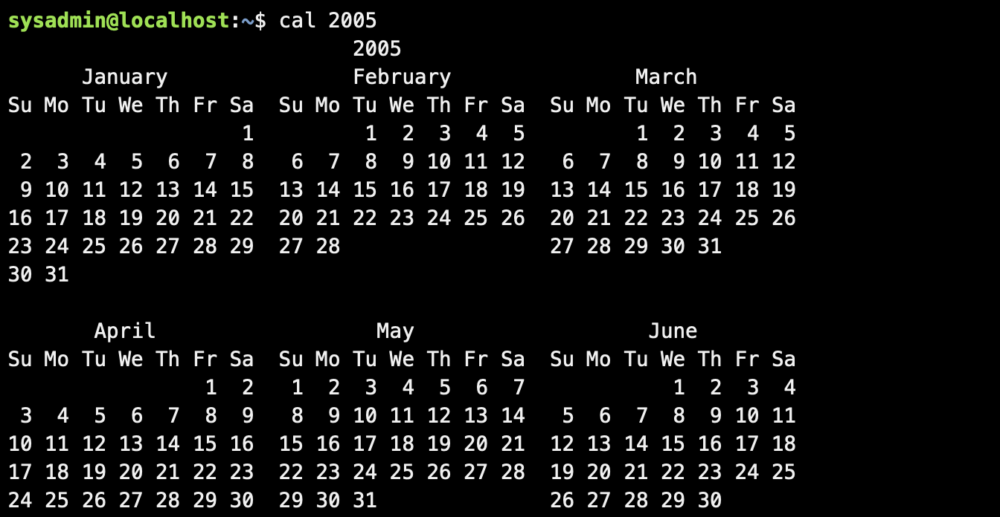 sysadmin@localhost:~$ cal 2005
                            2005
      January               February               March
Su Mo Tu We Th Fr Sa  Su Mo Tu We Th Fr Sa  Su Mo Tu We Th Fr Sa
                   1         1  2  3  4  5         1  2  3  4  5
 2  3  4  5  6  7  8   6  7  8  9 10 11 12   6  7  8  9 10 11 12
 9 10 11 12 13 14 15  13 14 15 16 17 18 19  13 14 15 16 17 18 19
16 17 18 19 20 21 22  20 21 22 23 24 25 26  20 21 22 23 24 25 26
23 24 25 26 27 28 29  27 28                 27 28 29 30 31
30 31
       April                  May                   June
Su Mo Tu We Th Fr Sa  Su Mo Tu We Th Fr Sa  Su Mo Tu We Th Fr Sa
                1  2   1  2  3  4  5  6  7            1  2  3  4
 3  4  5  6  7  8  9   8  9 10 11 12 13 14   5  6  7  8  9 10 11
10 11 12 13 14 15 16  15 16 17 18 19 20 21  12 13 14 15 16 17 18
17 18 19 20 21 22 23  22 23 24 25 26 27 28  19 20 21 22 23 24 25
24 25 26 27 28 29 30  29 30 31              26 27 28 29 30